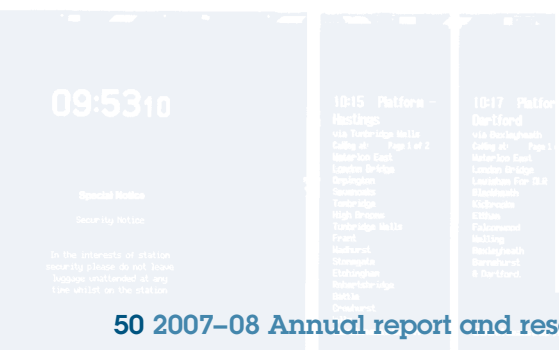 09:53 10
Special Notice
Security Notice
In the interests of station
security please do not leave
luggage unattended at any
time whilst on the station
10:15 Platform -
Hastings
via Tunbridge Wells
Calling at: Page 1 of 2
Waterloo East
London Bridge
Orpington
Sevenoaks
Tonbridge
High Brooms
Tunbridge Wells
Frant
Wadhurst
Stonegate
Etchingham
Robertsbridge
Battle
Crowhurst
10:17 Platfor
Dartford
via Bexleyheath
Calling at: Page 1
Waterloo East
London Bridge
Lewisham For DLR
Blackheath
Kidbrooke
Eltham
Falconwood
Welling
Bexleyheath
Barnehurst
& Dartford
50 2007–08 Annual report and res